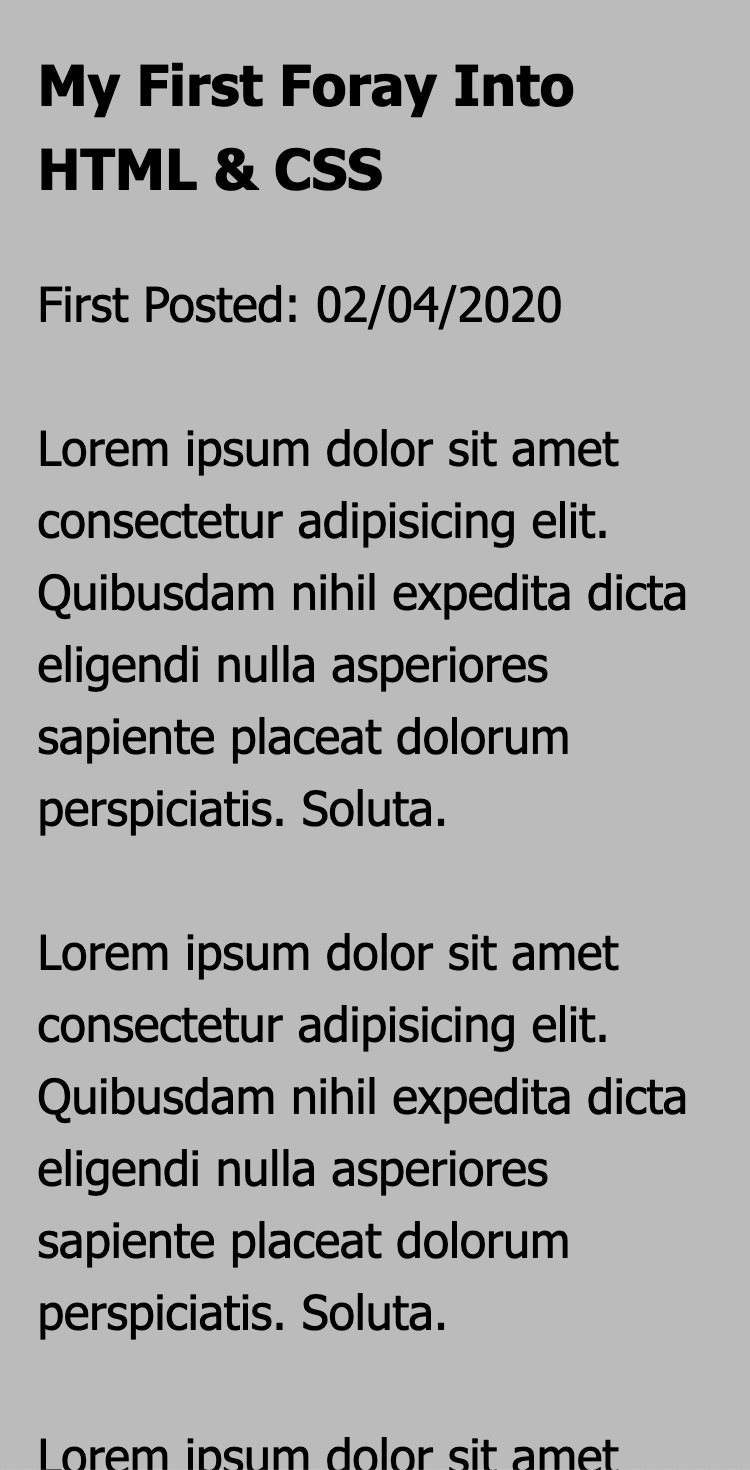 My First Foray Into
HTML & CSS
First Posted: 02/04/2020
Lorem ipsum dolor sit amet
consectetur adipisicing elit.
Quibusdam nihil expedita dicta
eligendi nulla asperiores
sapiente placeat dolorum
perspiciatis. Soluta.
Lorem ipsum dolor sit amet
consectetur adipisicing elit.
Quibusdam nihil expedita dicta
eligendi nulla asperiores
sapiente placeat dolorum
perspiciatis. Soluta.
Lorem ipsum dolor sit amet